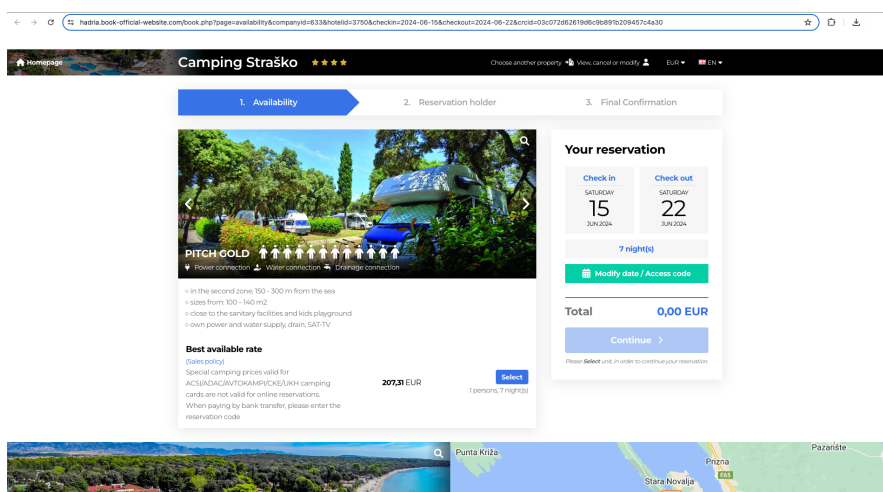 hadria.book-official-website.com/book.php?page=availability&companyid=633&hotelid=3750&checkin=2024-06-15&checkout=2024-06-22&crcid=03c072d62619d6c9b891b209457c4a30
Homepage
Camping Straško
Choose another property
View, cancel or modify
EUR
EN
1. Availability
2. Reservation holder
3. Final Confirmation
PITCH GOLD
Power connection
Water connection
Drainage connection
in the second zone, 150 - 300 m from the sea
sizes from: 100 – 140 m2
close to the sanitary facilities and kids playground
own power and water supply, drain, SAT-TV
Best available rate
(Sales policy)
Special camping prices valid for
ACSI/ADAC/AVTOKAMPI/CKE/UKH camping
cards are not valid for online reservations.
When paying by bank transfer, please enter the
reservation code
207,31 EUR
Select
1 persons, 7 night(s)
Your reservation
Check in
SATURDAY
15
JUN 2024
Check out
SATURDAY
22
JUN 2024
7 night(s)
Modify date / Access code
Total
0,00 EUR
Continue
Please Select unit, in order to continue your reservation.
Punta Križa
Pazarište
Prizna
E65
Stara Novalja